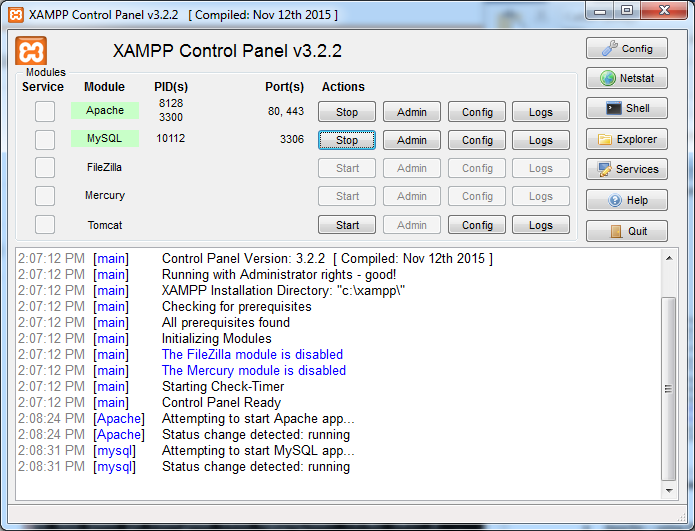 XAMPP Control Panel v3.2.2 [ Compiled: Nov 12th 2015 ]
XAMPP Control Panel v3.2.2
Config
Modules
Service Module PID(s) Port(s) Actions
Netstat
Apache 8128 3300 80, 443 Stop Admin Config Logs
Shell
MySQL 10112 3306 Stop Admin Config Logs
Explorer
FileZilla Start Admin Config Logs
Services
Mercury Start Admin Config Logs
Help
Tomcat Start Admin Config Logs
Quit
2:07:12 PM [main] Control Panel Version: 3.2.2 [ Compiled: Nov 12th 2015 ]
2:07:12 PM [main] Running with Administrator rights - good!
2:07:12 PM [main] XAMPP Installation Directory: "c:\xampp\"
2:07:12 PM [main] Checking for prerequisites
2:07:12 PM [main] All prerequisites found
2:07:12 PM [main] Initializing Modules
2:07:12 PM [main] The FileZilla module is disabled
2:07:12 PM [main] The Mercury module is disabled
2:07:12 PM [main] Starting Check-Timer
2:07:12 PM [main] Control Panel Ready
2:08:24 PM [Apache] Attempting to start Apache app...
2:08:24 PM [Apache] Status change detected: running
2:08:31 PM [mysql] Attempting to start MySQL app...
2:08:31 PM [mysql] Status change detected: running